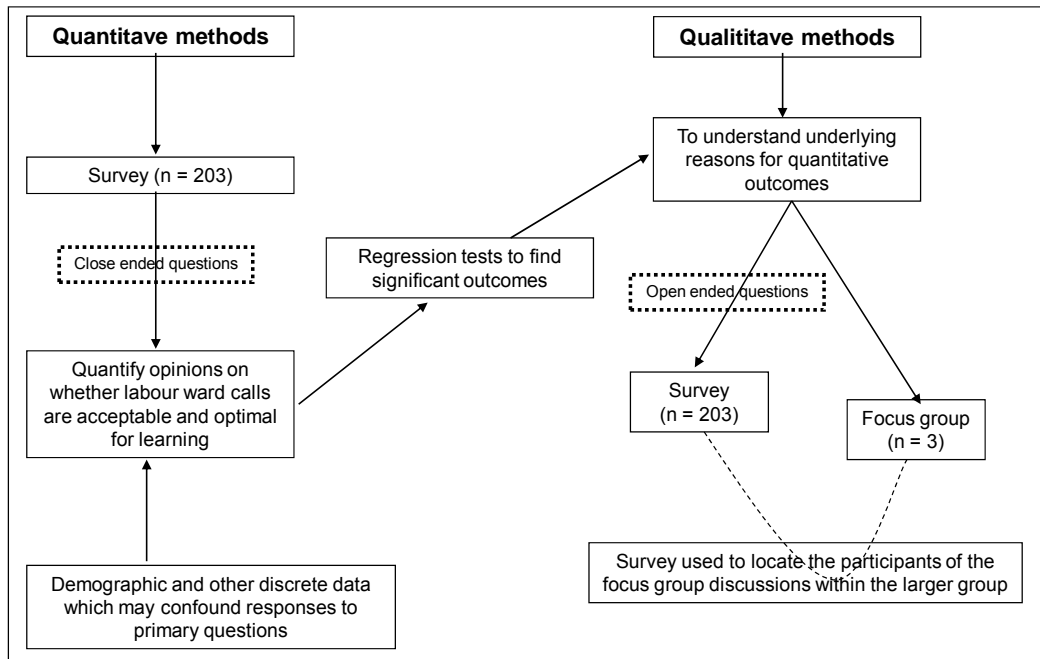 Quantitave methods
Survey (n = 203)
Close ended questions
Quantify opinions on
whether labour ward calls
are acceptable and optimal
for learning
Demographic and other discrete data
which may confound responses to
primary questions
Regression tests to find
significant outcomes
Qualititave methods
To understand underlying
reasons for quantitative
outcomes
Open ended questions
Survey
(n = 203)
Focus group
(n = 3)
Survey used to locate the participants of the
focus group discussions within the larger group